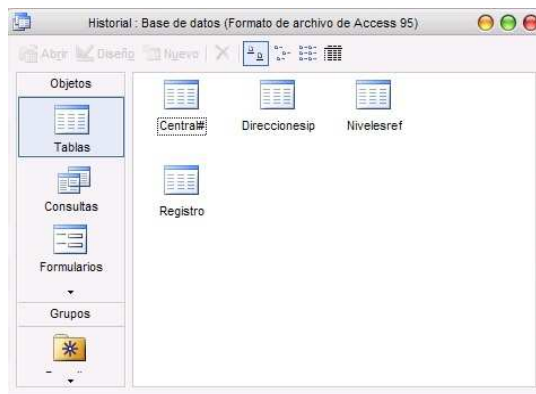 Historial : Base de datos (Formato de archivo de Access 95)
Abrir Diseño Nuevo
Objetos
Tablas
Consultas
Formularios
Grupos
Central#
Direccionesip
Nivelesref
Registro